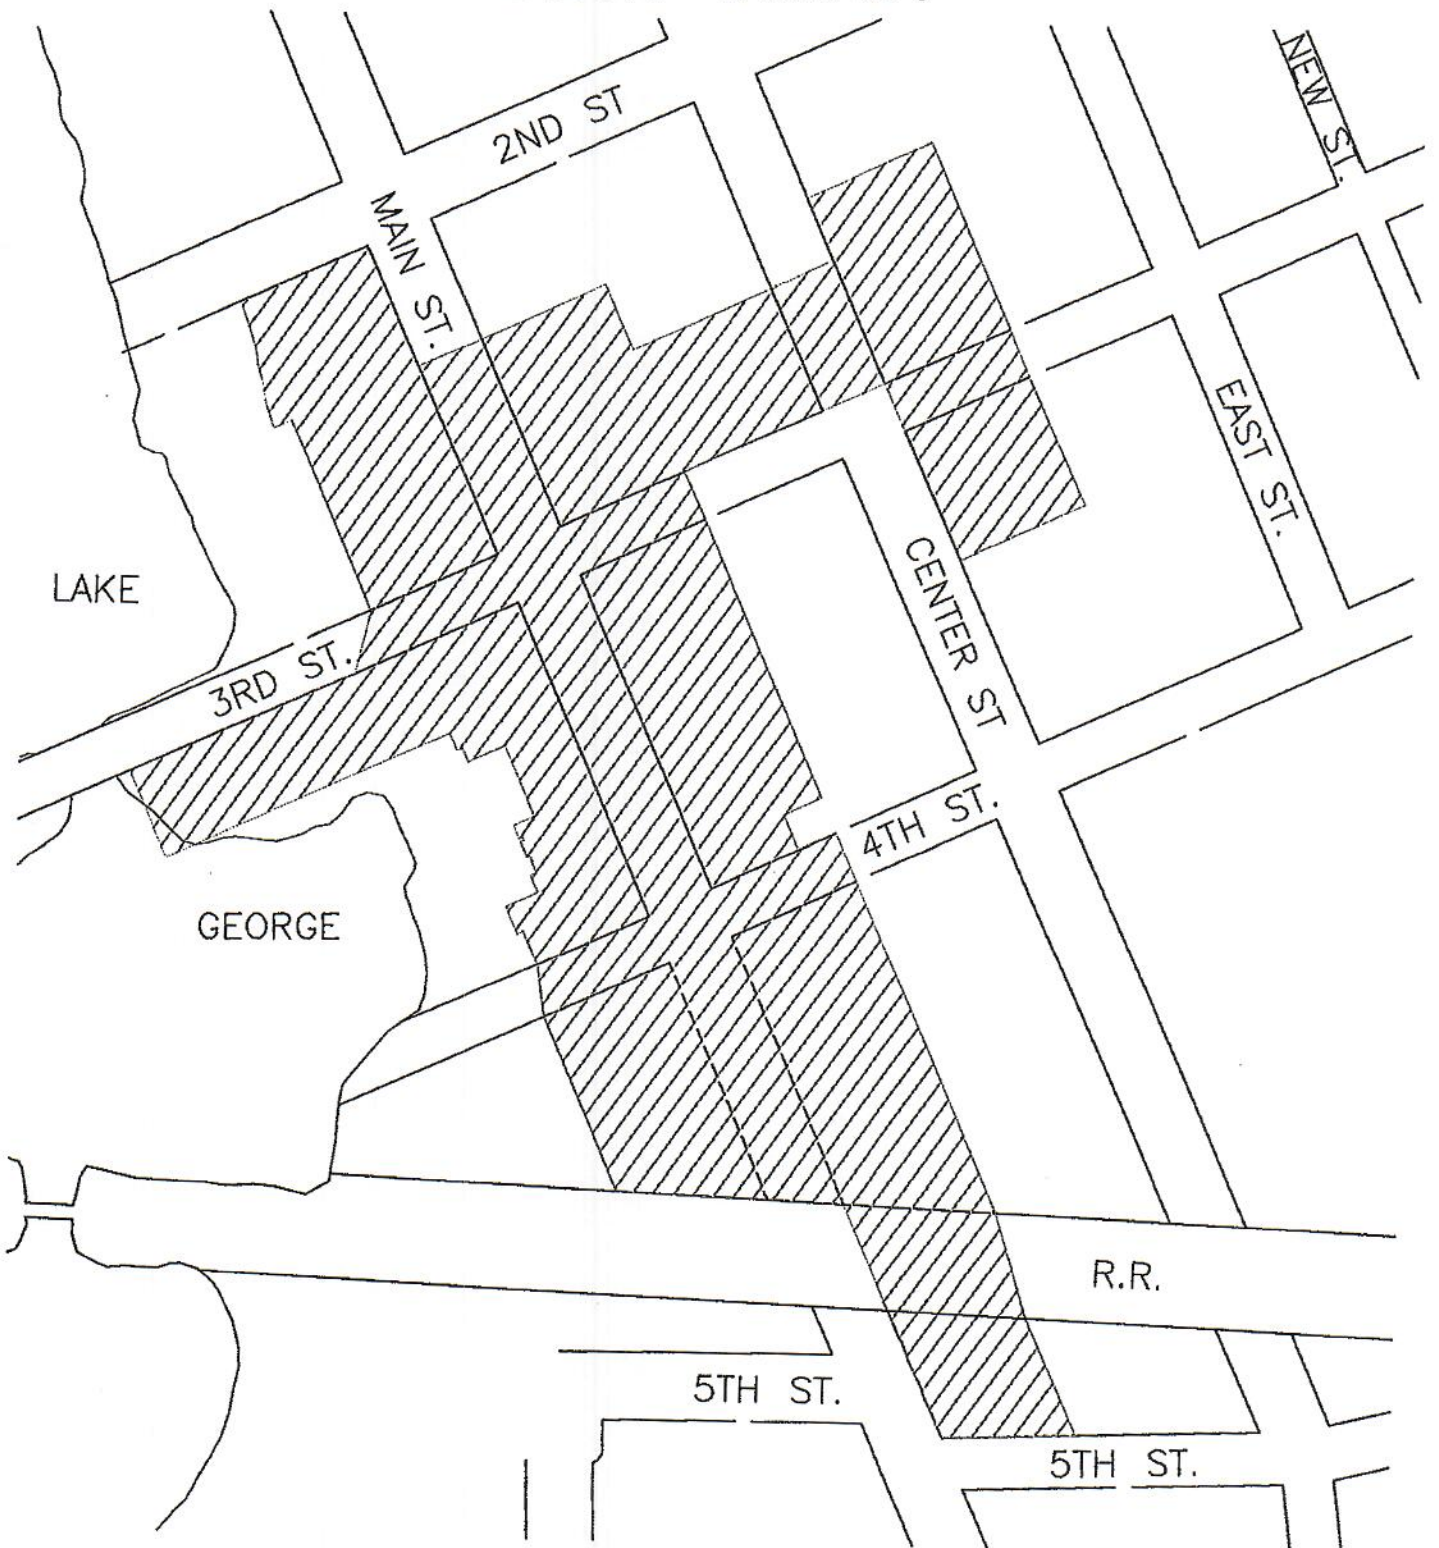 2ND ST
NEW ST.
MAIN ST.
EAST ST.
LAKE
CENTER ST
3RD ST.
4TH ST.
GEORGE
R.R.
5TH ST.
5TH ST.